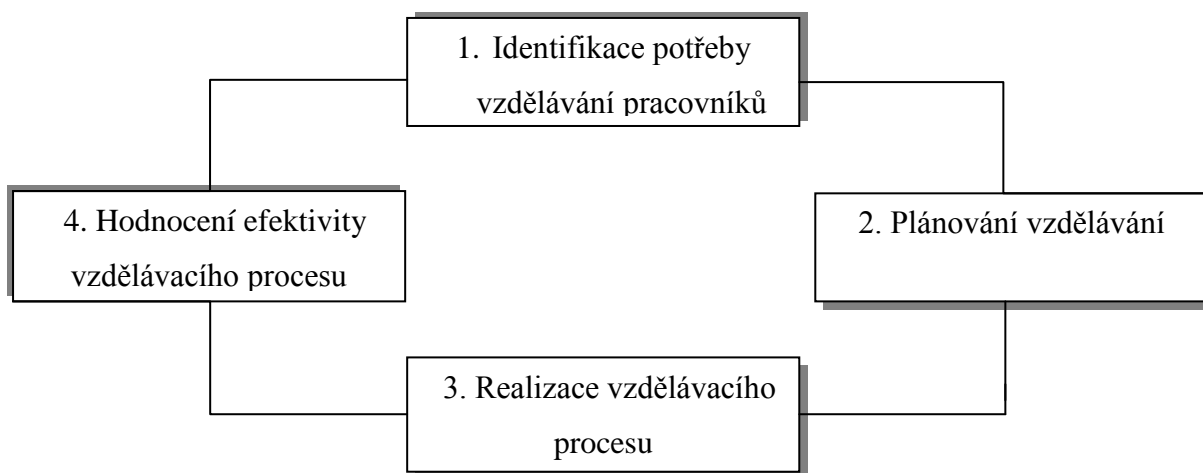 1. Identifikace potřeby
vzdělávání pracovníků
2. Plánování vzdělávání
3. Realizace vzdělávacího
procesu
4. Hodnocení efektivity
vzdělávacího procesu